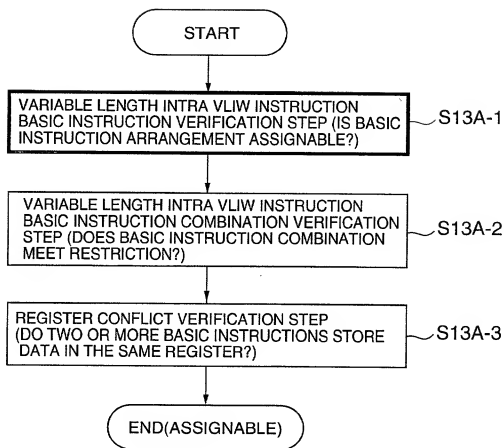 START
VARIABLE LENGTH INTRA VLIW INSTRUCTION
BASIC INSTRUCTION VERIFICATION STEP (IS BASIC
INSTRUCTION ARRANGEMENT ASSIGNABLE?)
S13A-1
VARIABLE LENGTH INTRA VLIW INSTRUCTION
BASIC INSTRUCTION COMBINATION VERIFICATION
STEP (DOES BASIC INSTRUCTION COMBINATION
MEET RESTRICTION?)
S13A-2
REGISTER CONFLICT VERIFICATION STEP
(DO TWO OR MORE BASIC INSTRUCTIONS STORE
DATA IN THE SAME REGISTER?)
S13A-3
END(ASSIGNABLE)